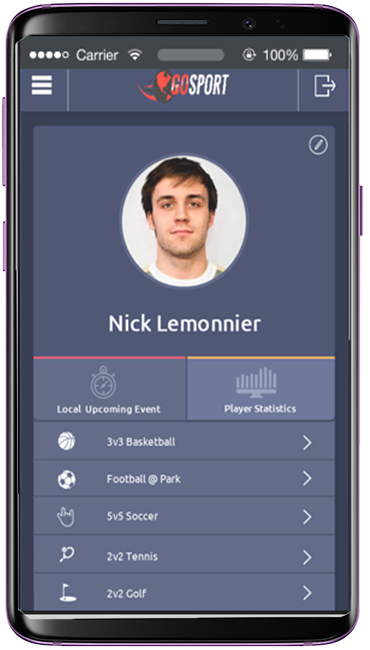 Carrier 100%
GOSPORT
Nick Lemonnier
Local Upcoming Event
Player Statistics
3v3 Basketball
Football @ Park
5v5 Soccer
2v2 Tennis
2v2 Golf